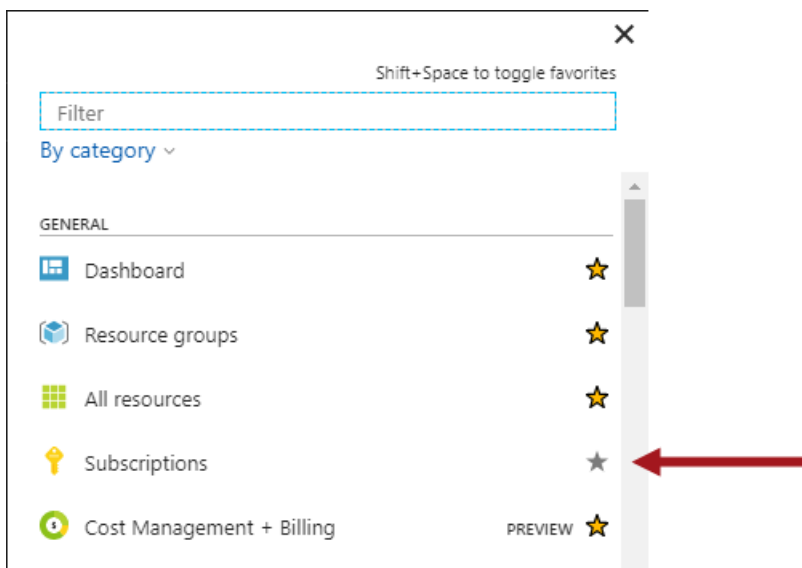 Shift+Space to toggle favorites
Filter
By category
GENERAL
Dashboard
Resource groups
All resources
Subscriptions
Cost Management + Billing PREVIEW